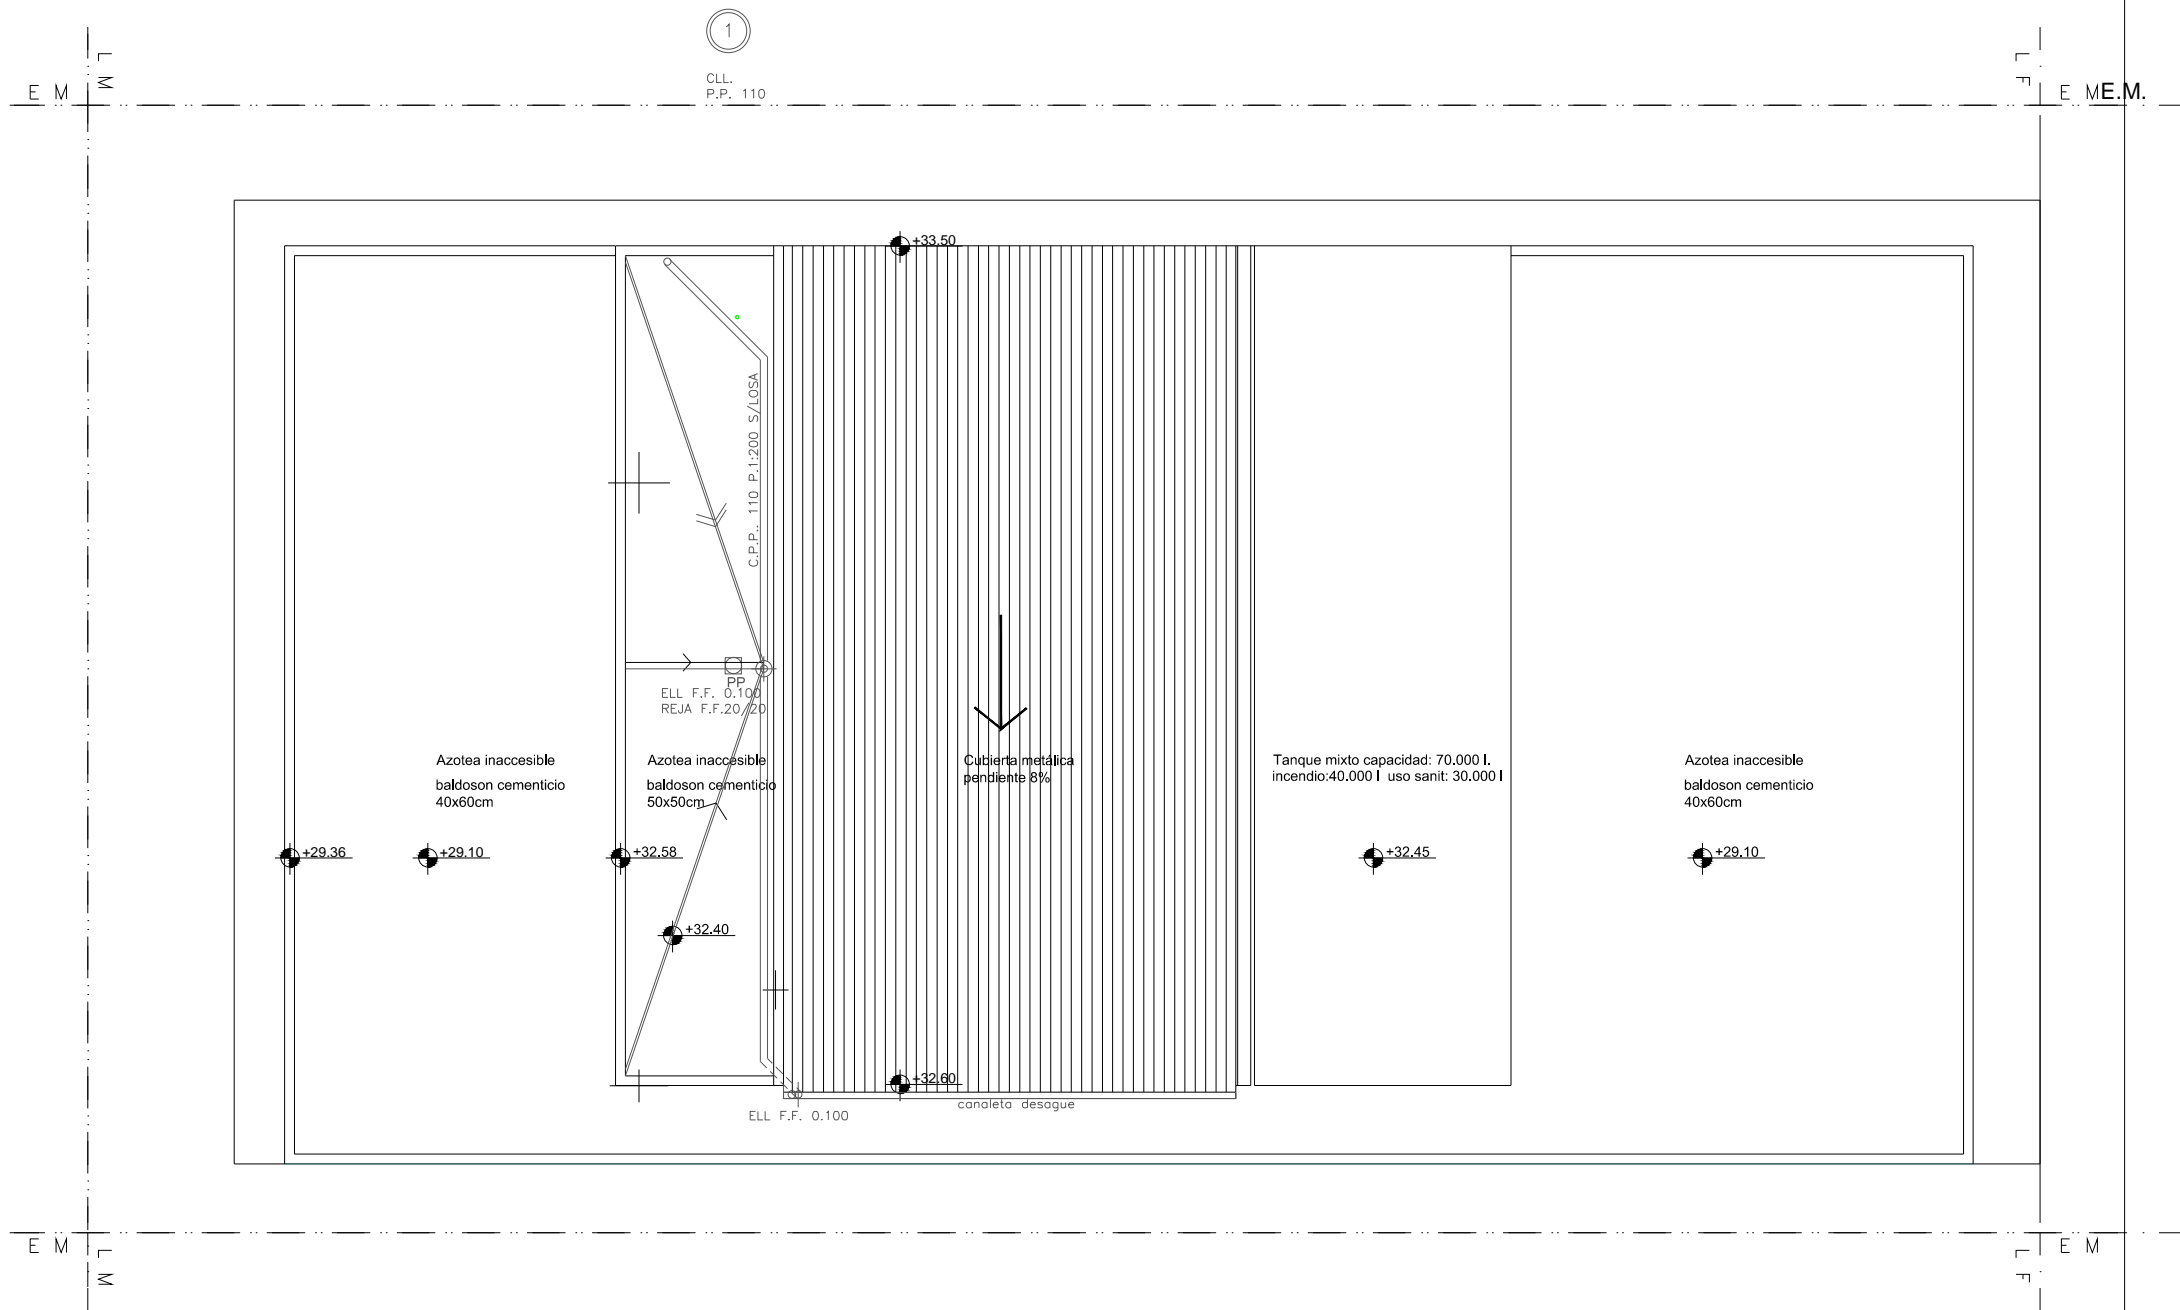 1
CLL.
P.P. 110
L M
L F
E M
E M
E.M.
+33.50
C.P.P.. 110 P.1:200 S/LOSA
PP
ELL F.F. 0.100
REJA F.F.20/20
Azotea inaccesible
baldoson cementicio
40x60cm
Azotea inaccesible
baldoson cementicio
50x50cm
Cubierta metálica
pendiente 8%
Tanque mixto capacidad: 70.000 l.
incendio:40.000 l uso sanit: 30.000 l
Azotea inaccesible
baldoson cementicio
40x60cm
+29.36
+29.10
+32.58
+32.45
+29.10
+32.40
+32.60
canaleta desague
ELL F.F. 0.100
E M
L M
L F
E M